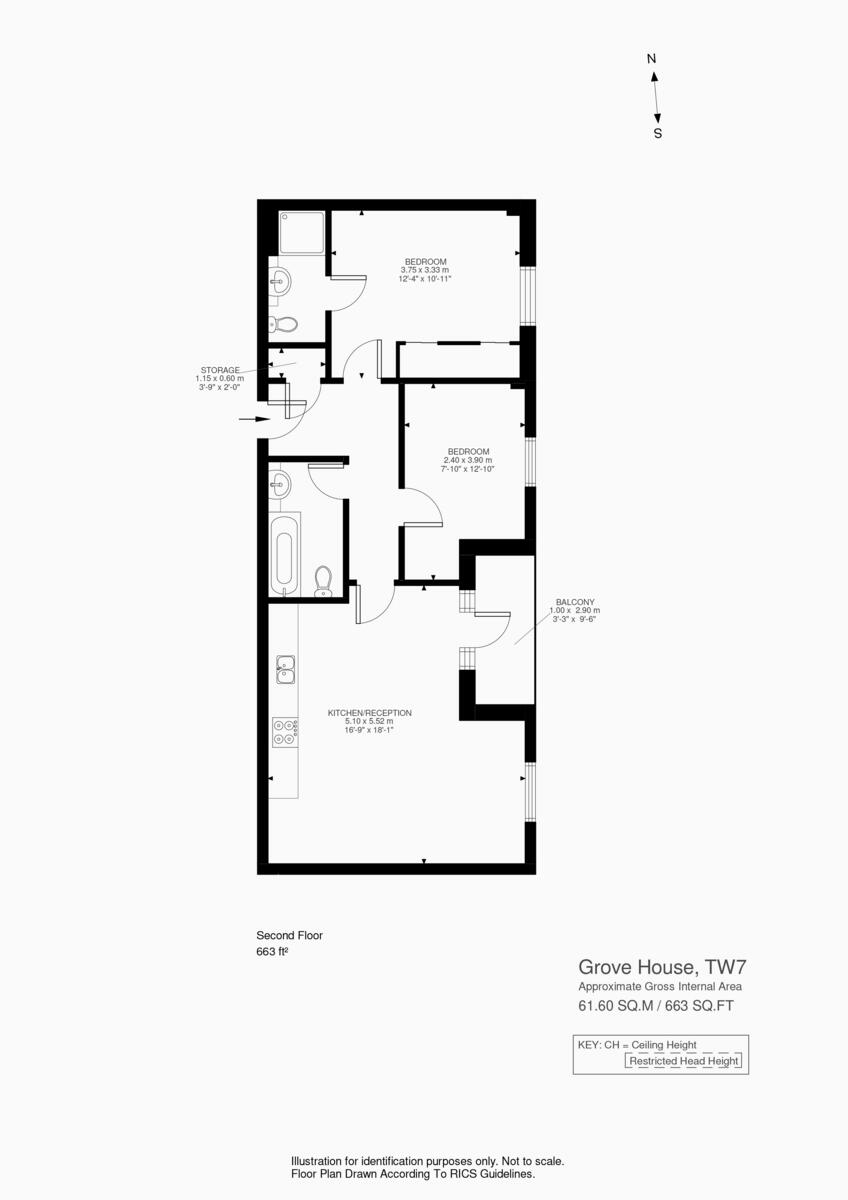 N
S
BEDROOM
3.75 x 3.33 m
12'-4" x 10'-11"
STORAGE
1.15 x 0.60 m
3'-9" x 2'-0"
BEDROOM
2.40 x 3.90 m
7'-10" x 12'-10"
BALCONY
1.00 x 2.90 m
3'-3" x 9'-6"
KITCHEN/RECEPTION
5.10 x 5.52 m
16'-9" x 18'-1"
Second Floor
663 ft²
Grove House, TW7
Approximate Gross Internal Area
61.60 SQ.M / 663 SQ.FT
KEY: CH = Ceiling Height
Restricted Head Height
Illustration for identification purposes only. Not to scale.
Floor Plan Drawn According To RICS Guidelines.